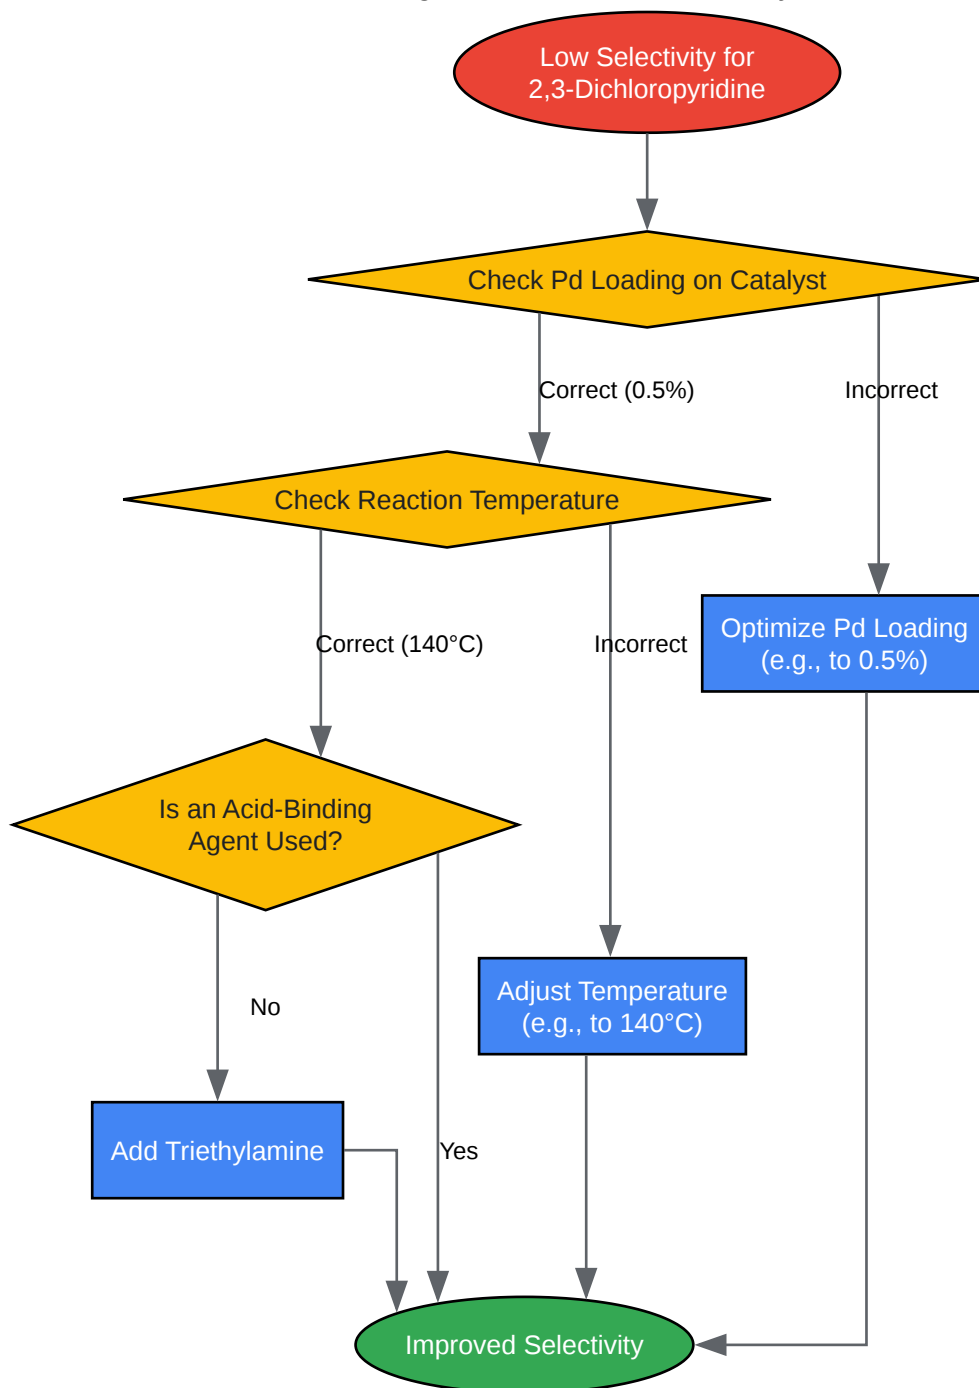 Low Selectivity for
2,3-Dichloropyridine
Check Pd Loading on Catalyst
Correct (0.5%)
Incorrect
Check Reaction Temperature
Correct (140°C)
Incorrect
Optimize Pd Loading
(e.g., to 0.5%)
Is an Acid-Binding
Agent Used?
No
Adjust Temperature
(e.g., to 140°C)
Add Triethylamine
Yes
Improved Selectivity